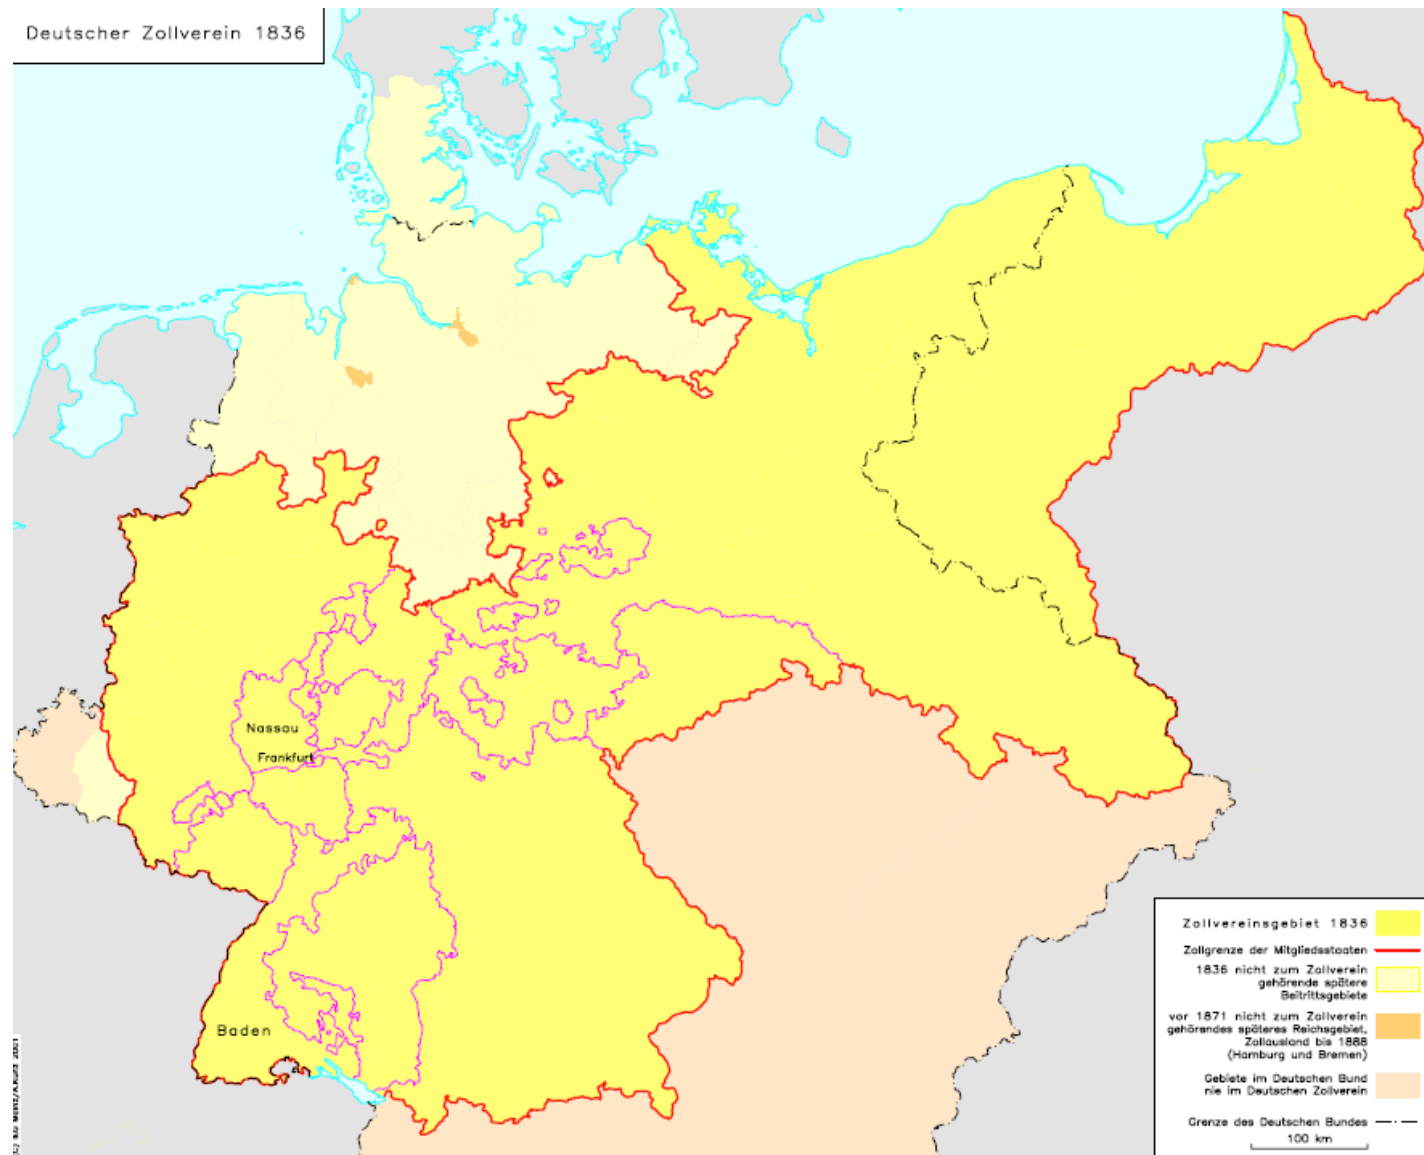 Deutscher Zollverein 1836
Nassau
Frankfurt
Baden
Zollvereinsgebiet 1836
Zollgrenze der Mitgliedsstaaten
1836 nicht zum Zollverein
gehörende spätere
Beitrittsgebiete
vor 1871 nicht zum Zollverein
gehörendes späteres Reichsgebiet,
Zollausland bis 1888
(Hamburg und Bremen)
Gebiete im Deutschen Bund
nie im Deutschen Zollverein
Grenze des Deutschen Bundes
100 km